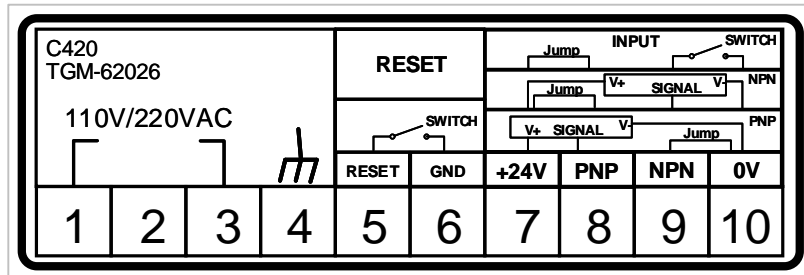 C420
TGM-62026
110V/220VAC
RESET
SWITCH
INPUT
Jump
SWITCH
Jump
V+ SIGNAL V-
NPN
V+ SIGNAL V-
Jump
PNP
RESET GND +24V PNP NPN 0V
1 2 3 4 5 6 7 8 9 10